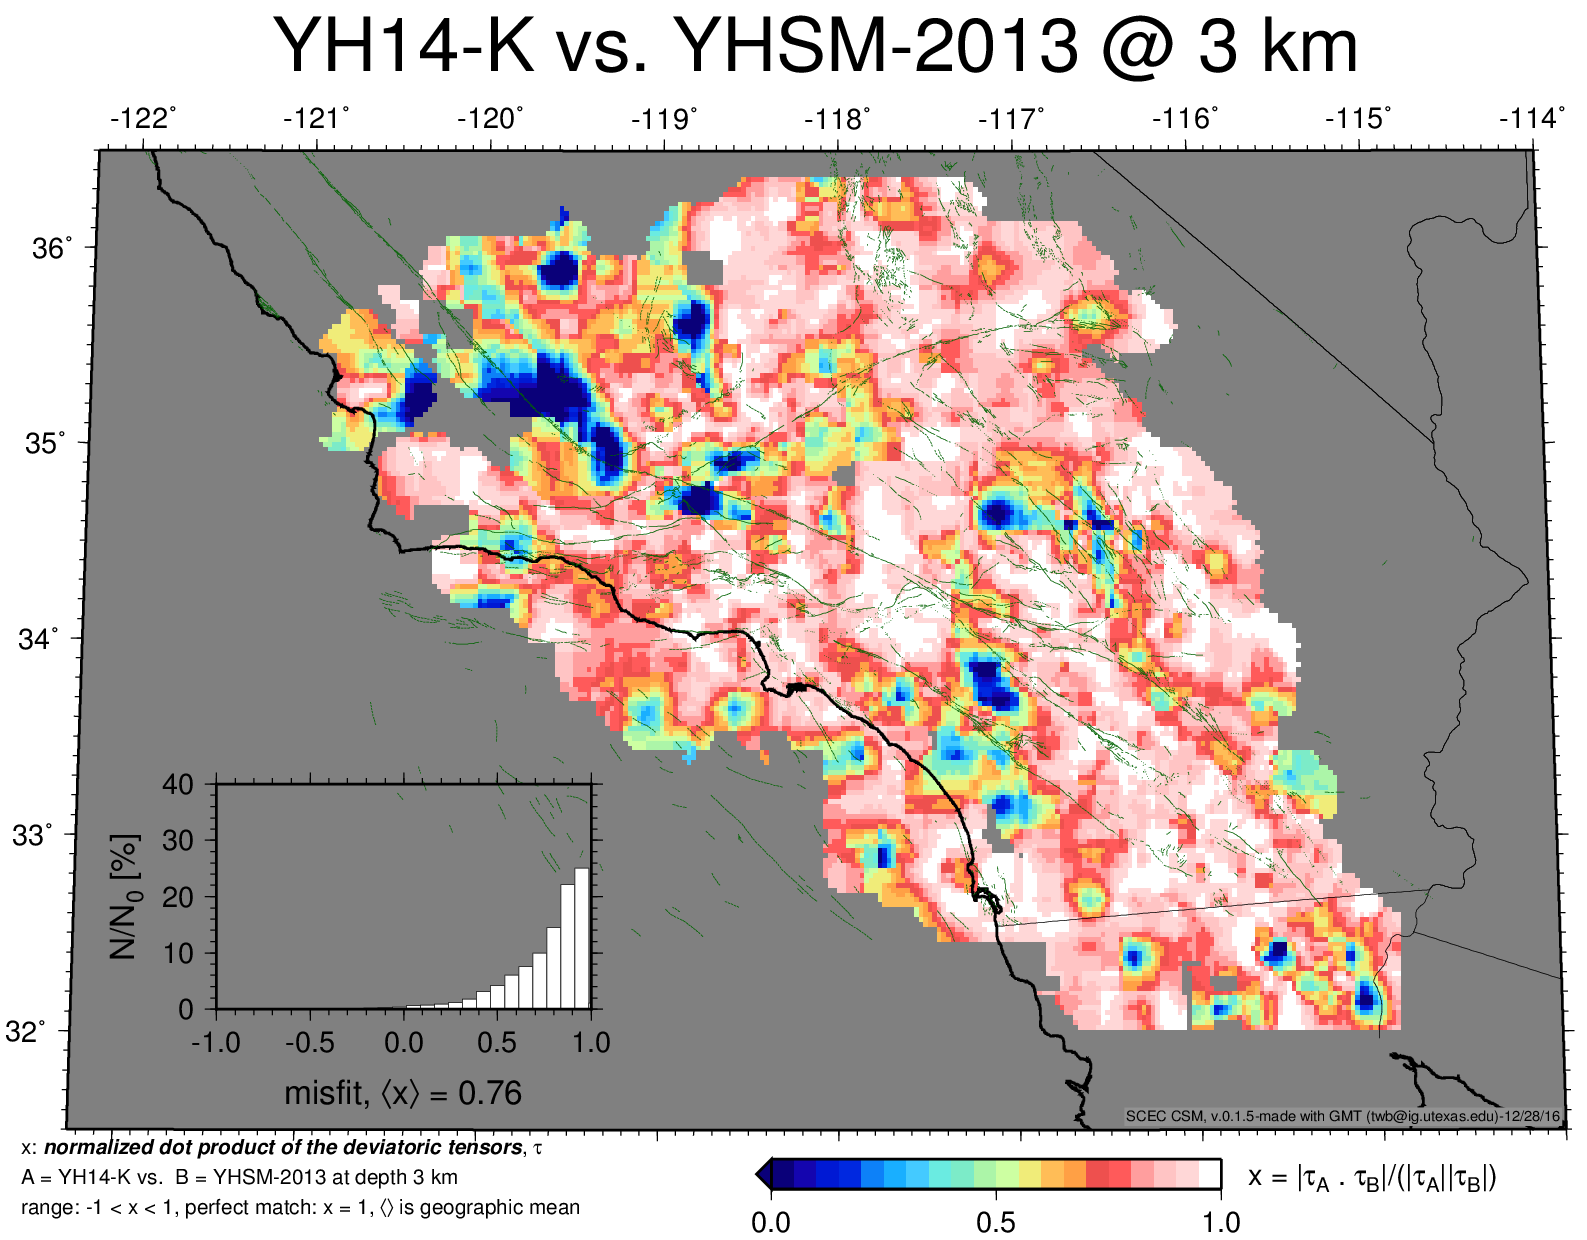 YH14-K vs. YHSM-2013 @ 3 km
-122˚ -121˚ -120˚ -119˚ -118˚ -117˚ -116˚ -115˚ -114˚
36˚
35˚
34˚
33˚
32˚
40
30
20
10
0
N/N0 [%]
-1.0 -0.5 0.0 0.5 1.0
misfit, ⟨x⟩ = 0.76
SCEC CSM, v.0.1.5-made with GMT (twb@ig.utexas.edu)-12/28/16
x: normalized dot product of the deviatoric tensors, τ
A = YH14-K vs. B = YHSM-2013 at depth 3 km
range: -1 < x < 1, perfect match: x = 1, ⟨⟩ is geographic mean
x = |τA . τB|/(|τA||τB|)
0.0 0.5 1.0